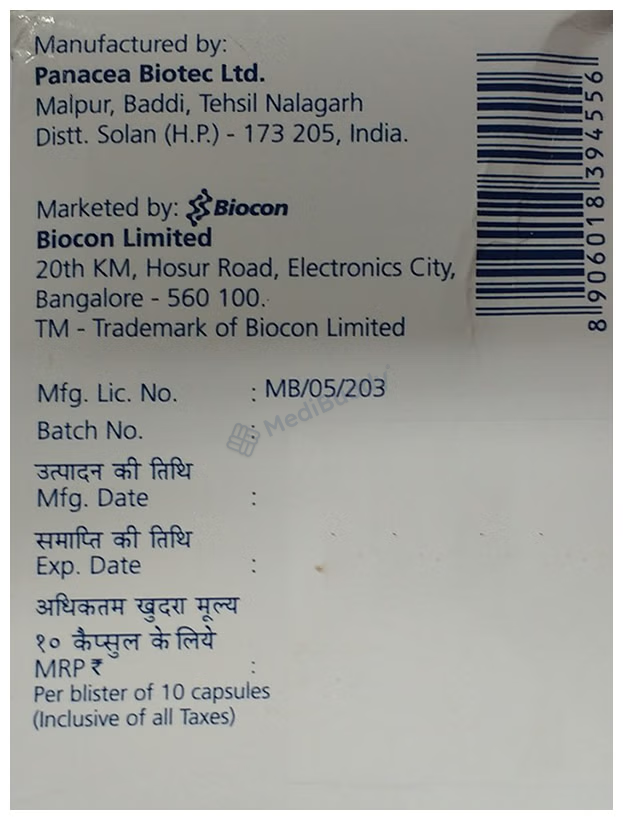 Manufactured by:
Panacea Biotec Ltd.
Malpur, Baddi, Tehsil Nalagarh
Distt. Solan (H.P.) - 173 205, India.
Marketed by: Biocon
Biocon Limited
20th KM, Hosur Road, Electronics City,
Bangalore - 560 100.
TM - Trademark of Biocon Limited
8 906018 394556
Mfg. Lic. No. : MB/05/203
MediBuddy
Batch No. :
उत्पादन की तिथि
Mfg. Date :
समाप्ति की तिथि
Exp. Date :
अधिकतम खुदरा मूल्य
१० कैप्सुल के लिये
MRP ₹ :
Per blister of 10 capsules
(Inclusive of all Taxes)